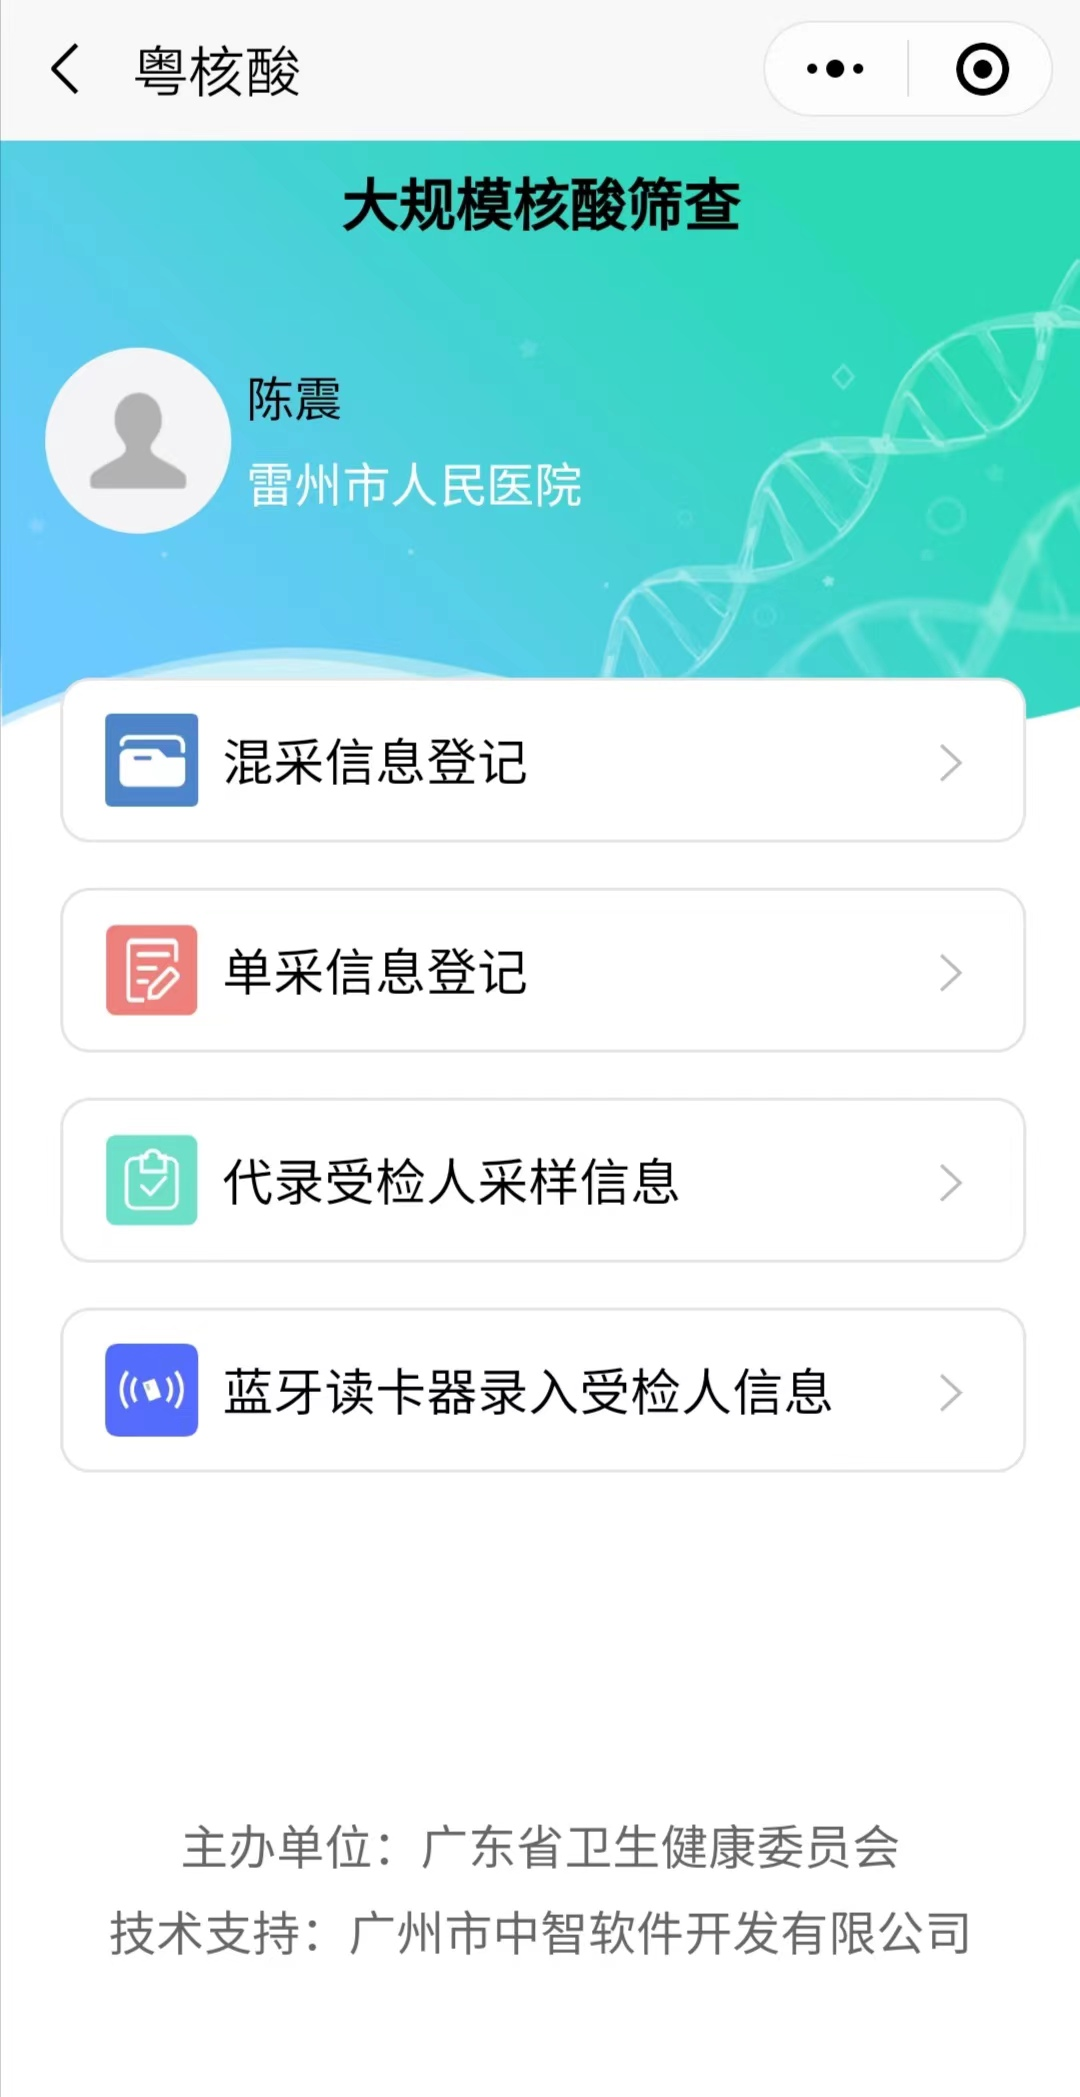 粤核酸
大规模核酸筛查
陈震
雷州市人民医院
混采信息登记
单采信息登记
代录受检人采样信息
蓝牙读卡器录入受检人信息
主办单位：广东省卫生健康委员会
技术支持：广州市中智软件开发有限公司